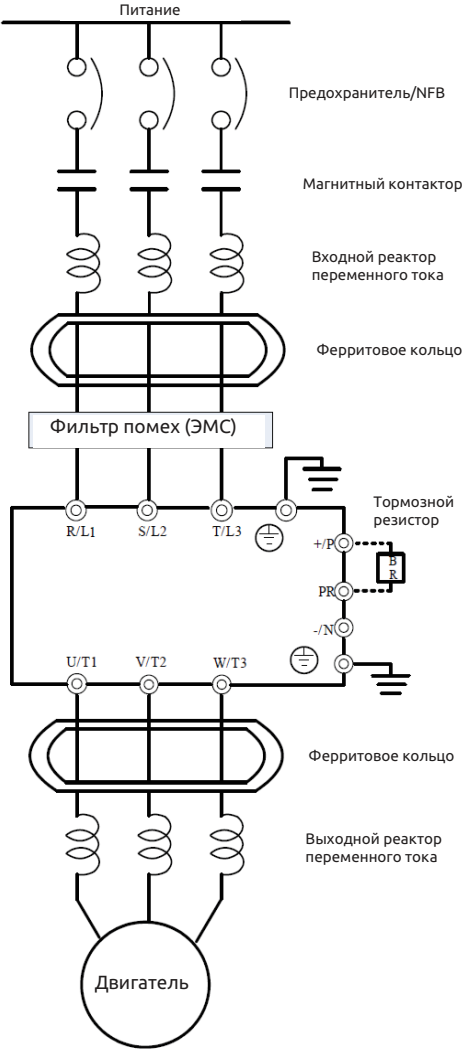 Питание
Предохранитель/NFB
Магнитный контактор
Входной реактор
переменного тока
Ферритовое кольцо
Фильтр помех (ЭМС)
Тормозной
резистор
R/L1 S/L2 T/L3
+/P
B
R
PR
-/N
U/T1 V/T2 W/T3
Ферритовое кольцо
Выходной реактор
переменного тока
Двигатель